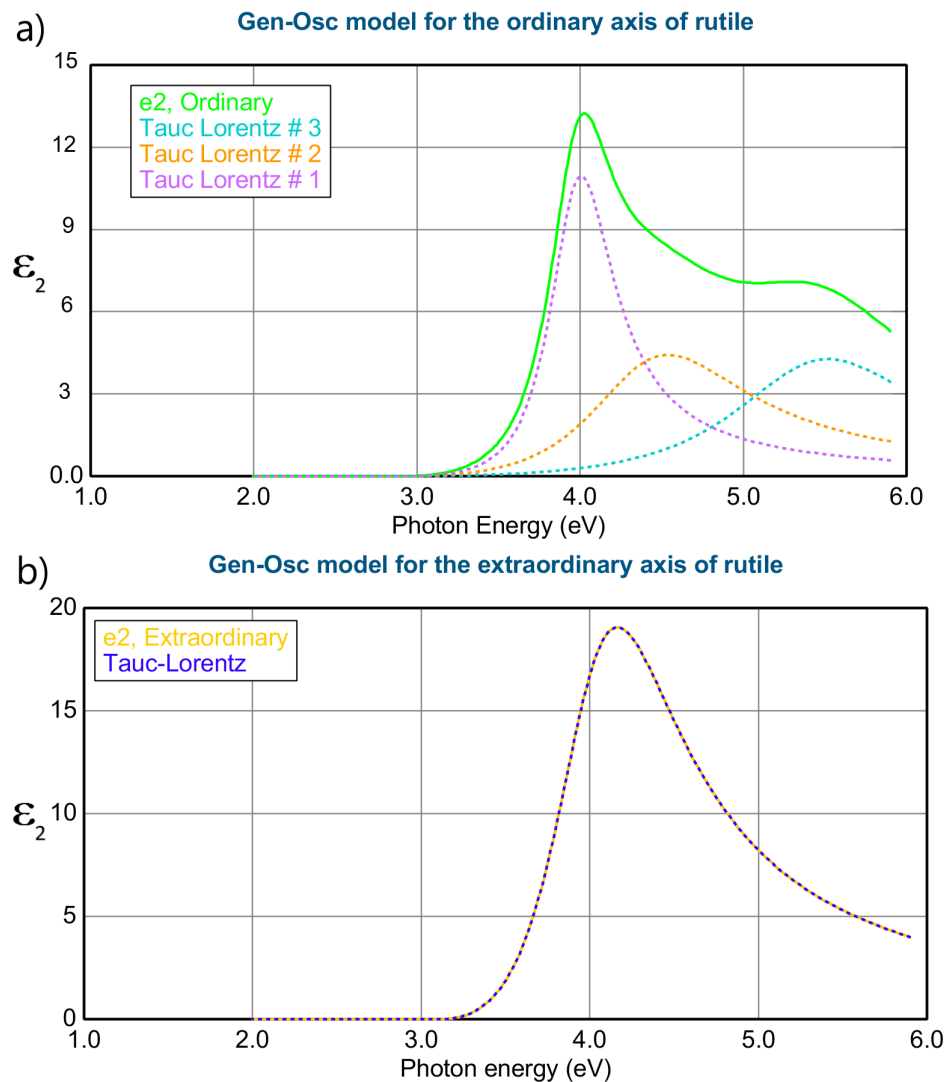 a)
Gen-Osc model for the ordinary axis of rutile
15
12
9
6
3
0.0
ε2
e2, Ordinary
Tauc Lorentz # 3
Tauc Lorentz # 2
Tauc Lorentz # 1
1.0 2.0 3.0 4.0 5.0 6.0
Photon Energy (eV)
b)
Gen-Osc model for the extraordinary axis of rutile
20
15
10
5
0
ε2
e2, Extraordinary
Tauc-Lorentz
1.0 2.0 3.0 4.0 5.0 6.0
Photon energy (eV)